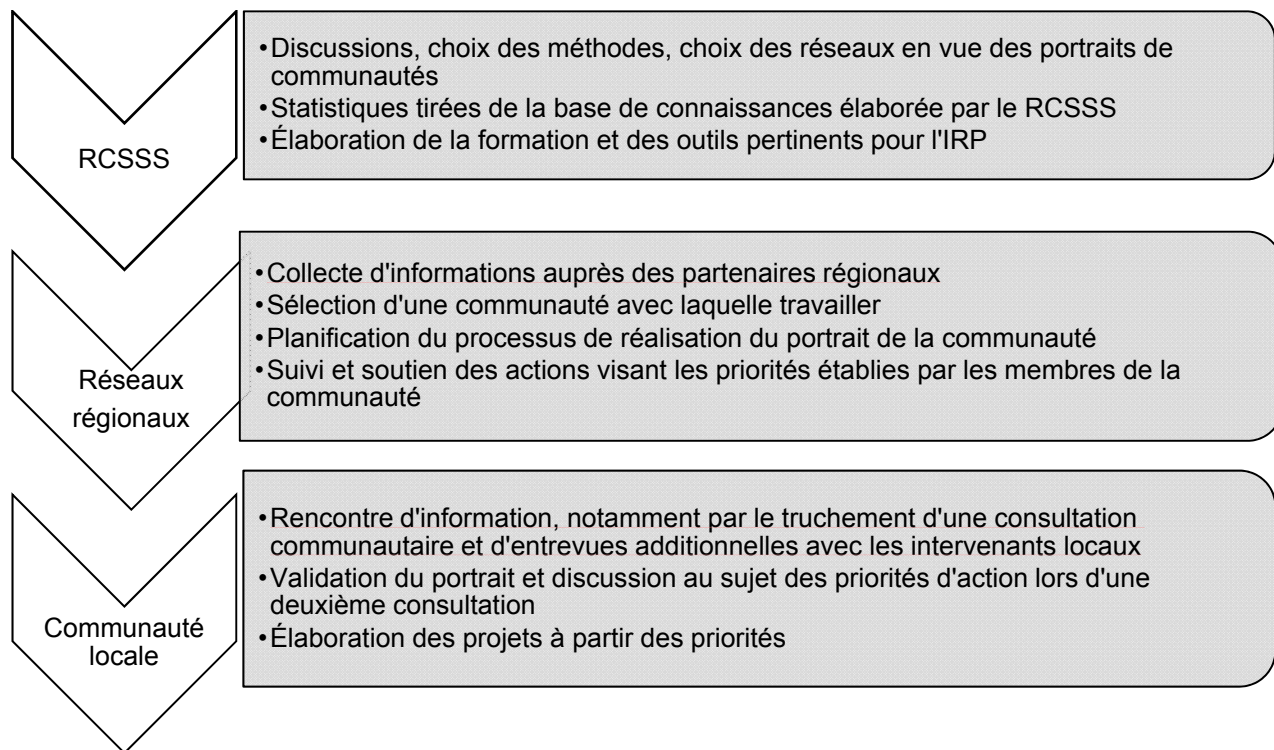 RCSSS
•Discussions, choix des méthodes, choix des réseaux en vue des portraits de
communautés
•Statistiques tirées de la base de connaissances élaborée par le RCSSS
•Élaboration de la formation et des outils pertinents pour l'IRP
Réseaux
régionaux
•Collecte d'informations auprès des partenaires régionaux
•Sélection d'une communauté avec laquelle travailler
•Planification du processus de réalisation du portrait de la communauté
•Suivi et soutien des actions visant les priorités établies par les membres de la
communauté
Communauté
locale
•Rencontre d'information, notamment par le truchement d'une consultation
communautaire et d'entrevues additionnelles avec les intervenants locaux
•Validation du portrait et discussion au sujet des priorités d'action lors d'une
deuxième consultation
•Élaboration des projets à partir des priorités